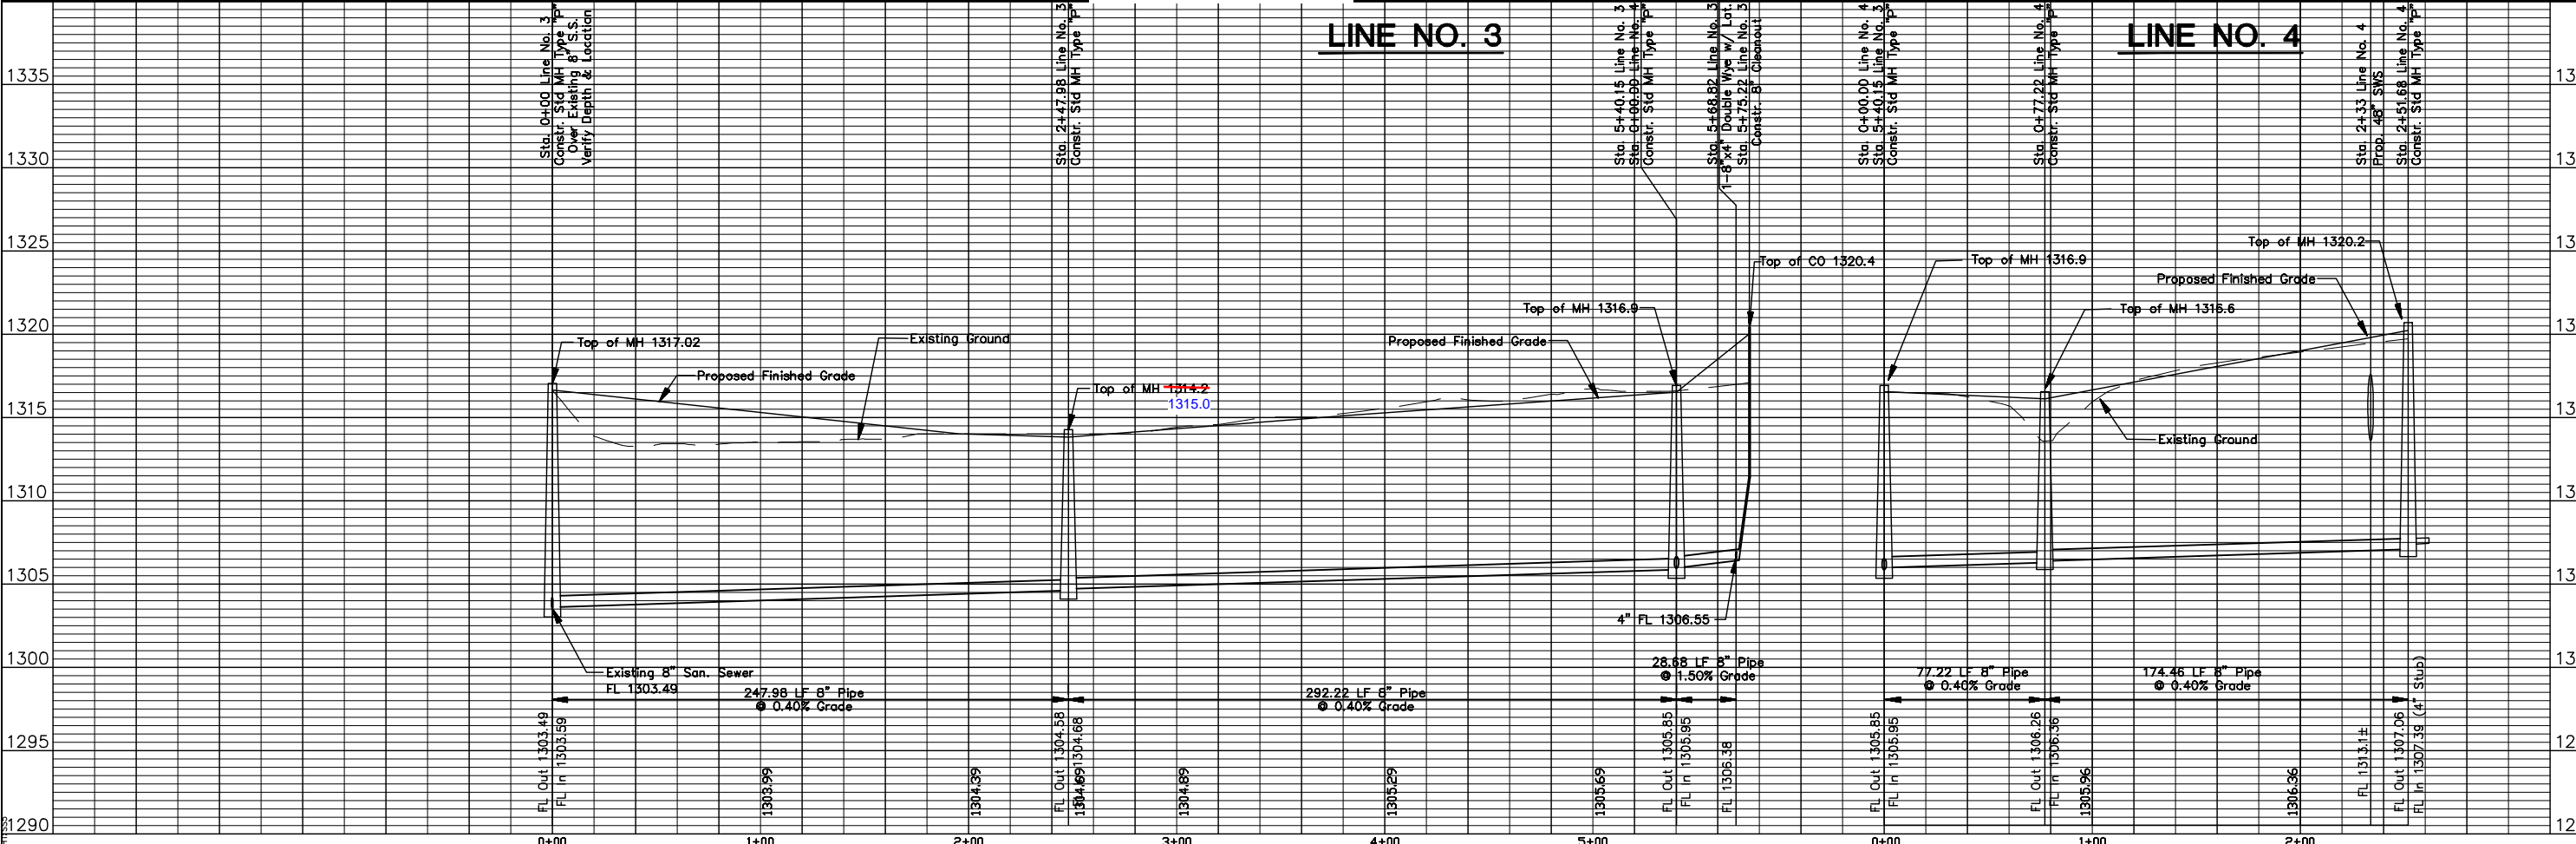 LINE NO. 3
LINE NO. 4
Sta. 0+00 Line No. 3
Constr. Std MH Type "P"
Over Existing 8" S.S.
Verify Depth & Location
Sta. 2+47.98 Line No. 3
Constr. Std MH Type "P"
Sta. 5+40.15 Line No. 3
Sta. 0+00.00 Line No. 4
Constr. Std MH Type "P"
Sta. 5+68.82 Line No. 3
1-8"x4" Double Wye w/ Lat.
Sta. 5+75.22 Line No. 3
Constr. 8" Cleanout
Sta. 0+00.00 Line No. 4
Sta. 5+40.15 Line No. 3
Constr. Std MH Type "P"
Sta. 0+77.22 Line No. 4
Constr. Std MH Type "P"
Sta. 2+33 Line No. 4
Prop. 48" SWS
Sta. 2+51.68 Line No. 4
Constr. Std MH Type "P"
1335
1330
1325
1320
1315
1310
1305
1300
1295
1290
Top of MH 1320.2
Top of CO 1320.4
Top of MH 1316.9
Proposed Finished Grade
Top of MH 1316.9
Top of MH 1316.6
Top of MH 1317.02
Existing Ground
Proposed Finished Grade
Proposed Finished Grade
Top of MH 1314.2
1315.0
Existing Ground
4" FL 1306.55
Existing 8" San. Sewer
FL 1303.49
247.98 LF 8" Pipe
@ 0.40% Grade
292.22 LF 8" Pipe
@ 0.40% Grade
28.68 LF 8" Pipe
@ 1.50% Grade
77.22 LF 8" Pipe
@ 0.40% Grade
174.46 LF 8" Pipe
@ 0.40% Grade
FL Out 1303.49
FL In 1303.59
1303.99
1304.39
FL Out 1304.58
1304.68
1304.69
1304.89
1305.29
1305.69
FL Out 1305.85
FL In 1305.95
FL 1306.38
FL Out 1305.85
FL In 1305.95
FL Out 1306.26
FL In 1306.36
1305.96
1306.36
FL 1313.1±
FL Out 1307.06
FL In 1307.39 (4" Stub)
0+00 1+00 2+00 3+00 4+00 5+00 0+00 1+00 2+00